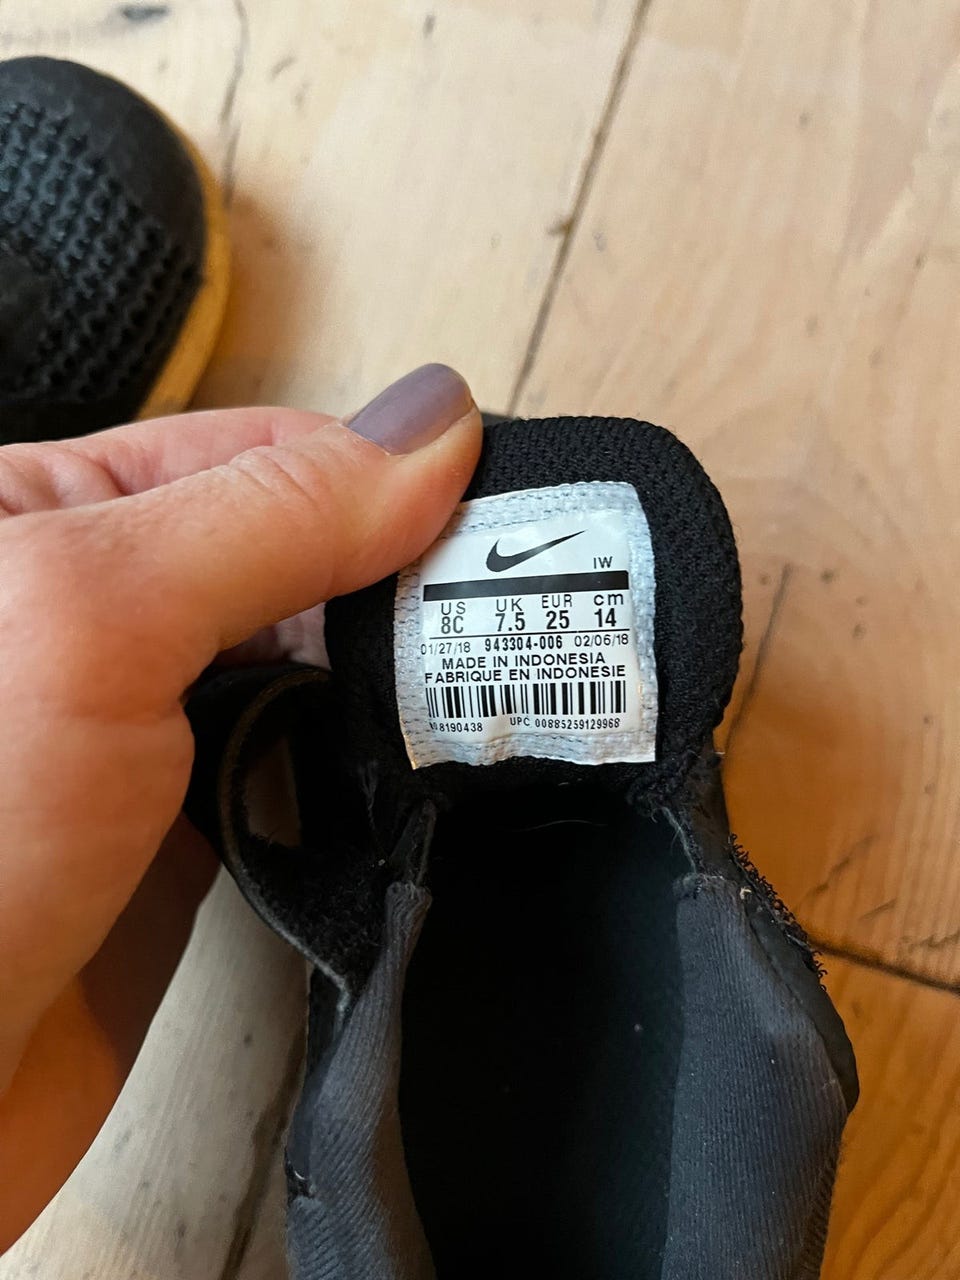 IW
US UK EUR cm
8C 7.5 25 14
01/27/18 943304-006 02/06/18
MADE IN INDONESIA
FABRIQUE EN INDONESIE
8190438 UPC 00885259129968